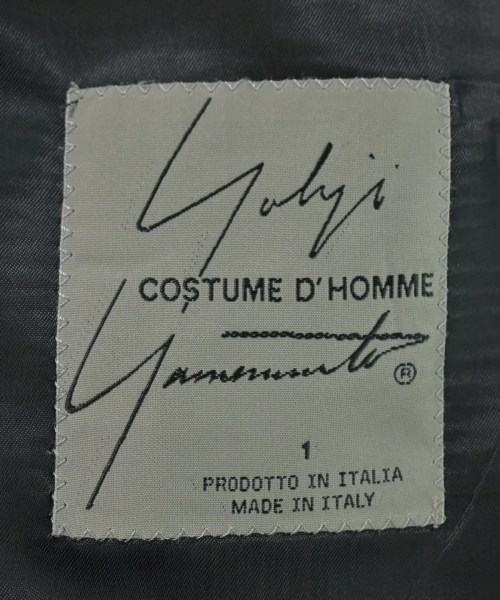 Yohji
COSTUME D'HOMME
Yamamoto ®
1
PRODOTTO IN ITALIA
MADE IN ITALY